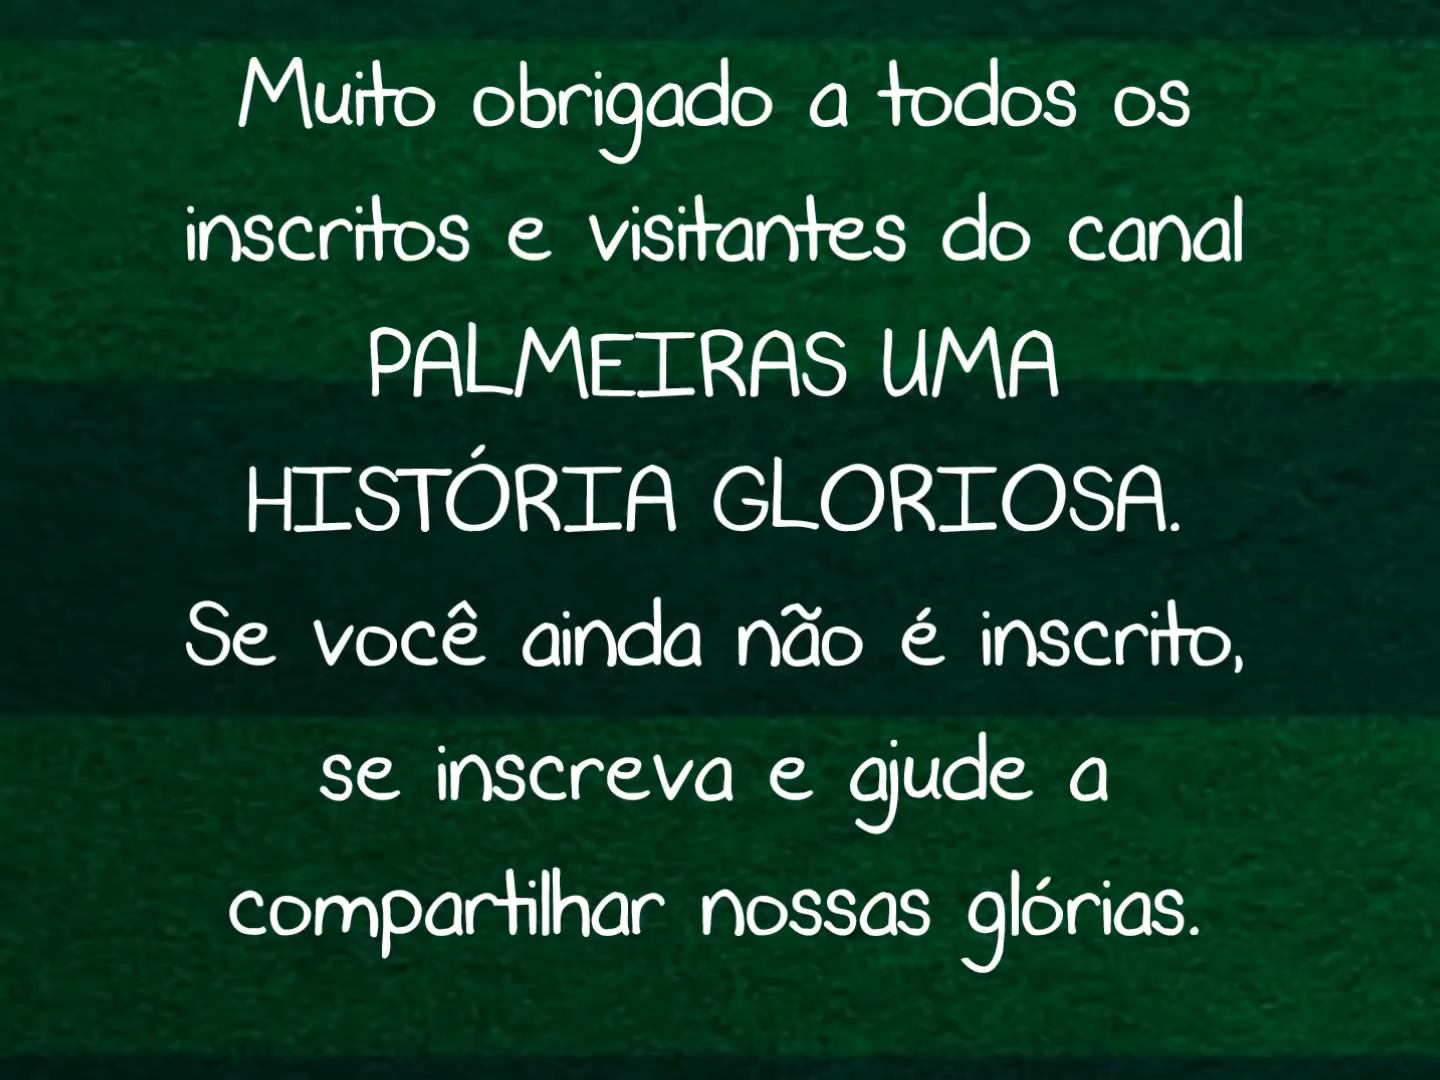 Muito obrigado a todos os
inscritos e visitantes do canal
PALMEIRAS UMA
HISTÓRIA GLORIOSA.
Se você ainda não é inscrito,
se inscreva e ajude a
compartilhar nossas glórias.